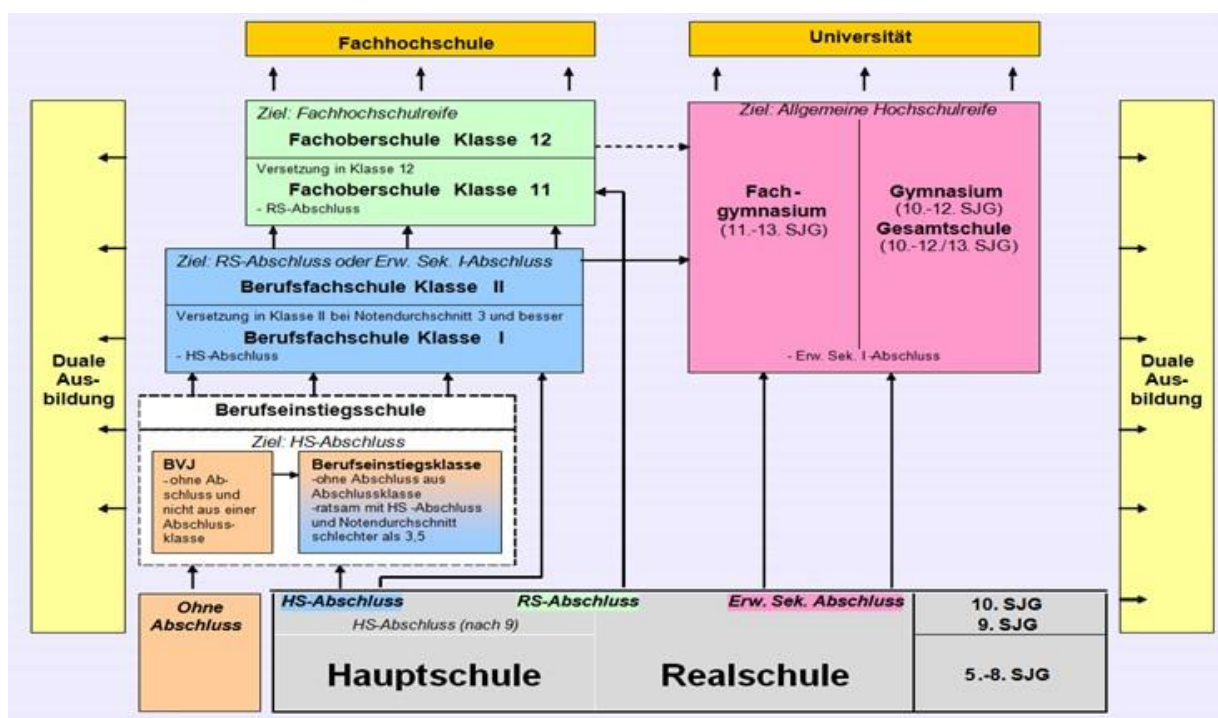 Fachhochschule
Universität
Ziel: Fachhochschulreife
Fachoberschule Klasse 12
Versetzung in Klasse 12
Fachoberschule Klasse 11
- RS-Abschluss
Ziel: Allgemeine Hochschulreife
Fach-
gymnasium
(11.-13. SJG)
Gymnasium
(10.-12. SJG)
Gesamtschule
(10.-12./13. SJG)
- Erw. Sek. I-Abschluss
Ziel: RS-Abschluss oder Erw. Sek. I-Abschluss
Berufsfachschule Klasse II
Versetzung in Klasse II bei Notendurchschnitt 3 und besser
Berufsfachschule Klasse I
- HS-Abschluss
Duale
Aus-
bildung
Duale
Aus-
bildung
Berufseinstiegsschule
Ziel: HS-Abschluss
BVJ
-ohne Ab-
schluss und
nicht aus einer
Abschluss-
klasse
Berufseinstiegsklasse
-ohne Abschluss aus
Abschlussklasse
-ratsam mit HS -Abschluss
und Notendurchschnitt
schlechter als 3,5
Ohne
Abschluss
HS-Abschluss
RS-Abschluss
Erw. Sek. Abschluss
HS-Abschluss (nach 9)
10. SJG
9. SJG
Hauptschule
Realschule
5.-8. SJG